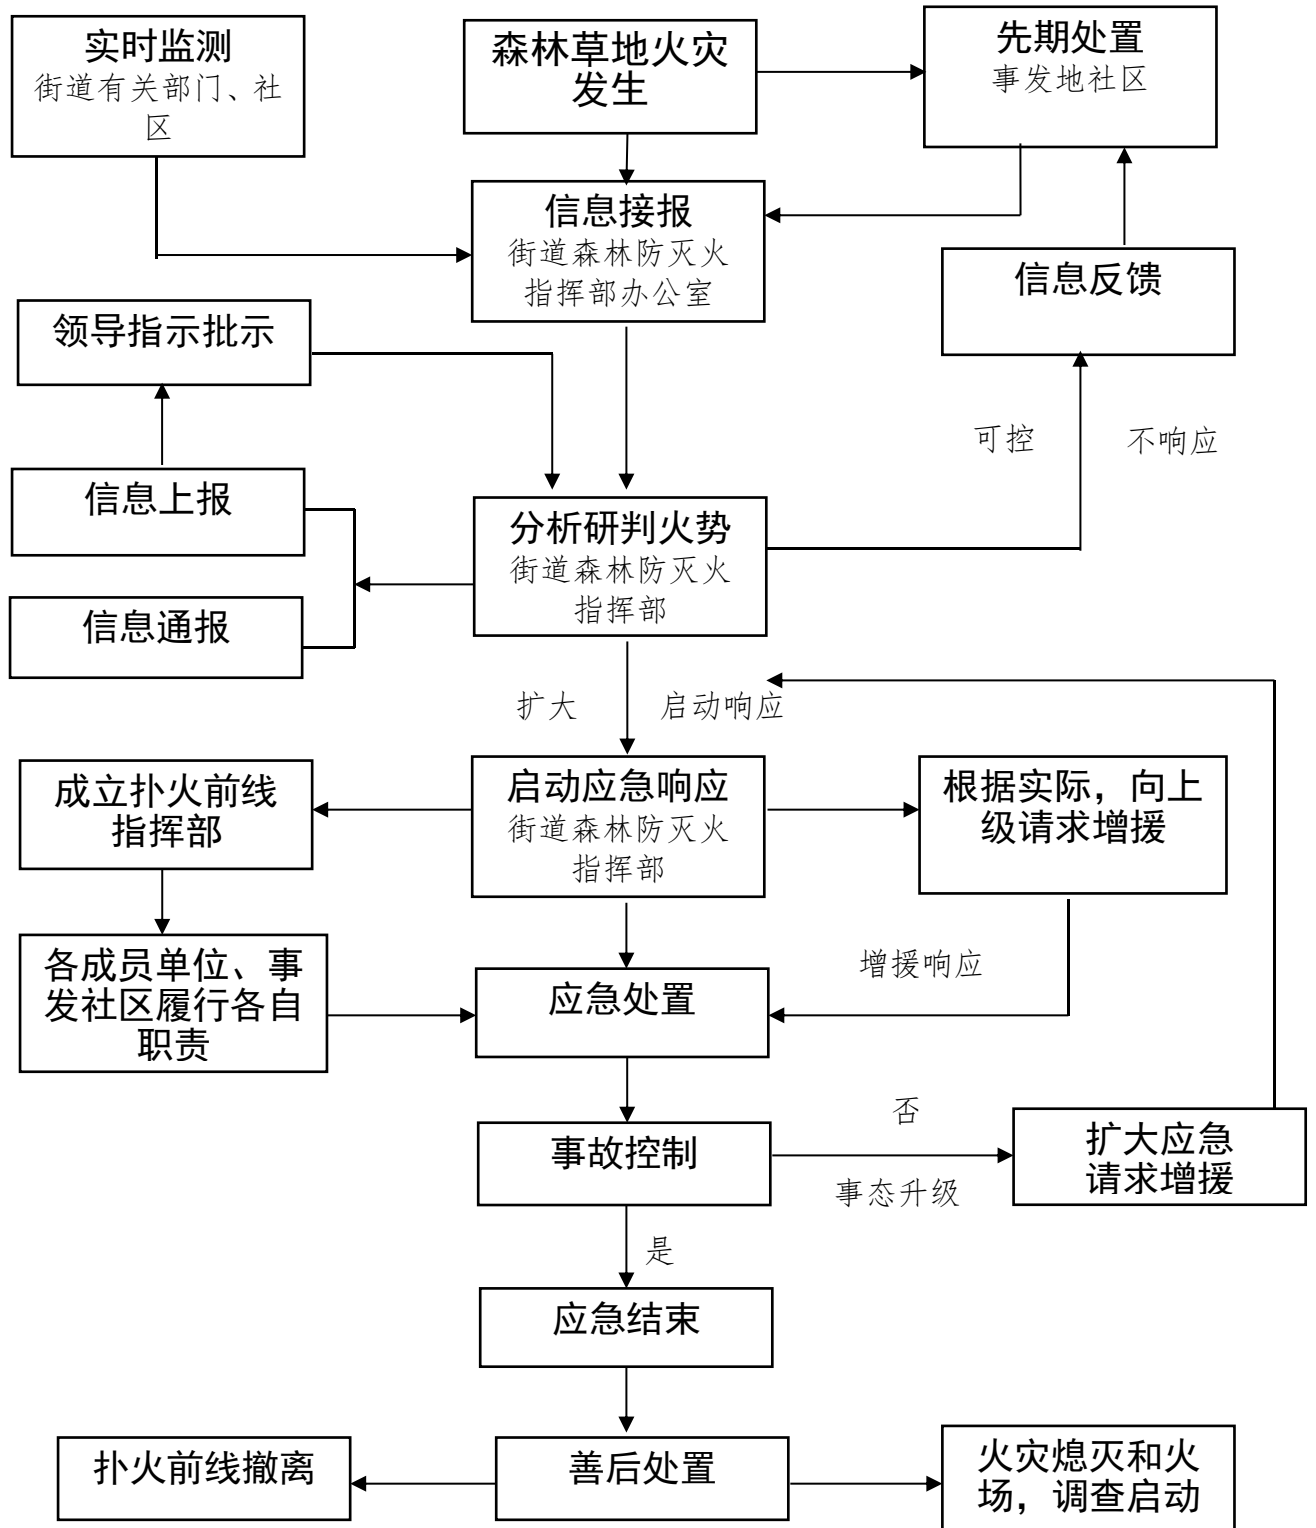 实时监测
街道有关部门、社
区
森林草地火灾
发生
先期处置
事发地社区
信息接报
街道森林防灭火
指挥部办公室
信息反馈
领导指示批示
可控
不响应
信息上报
分析研判火势
街道森林防灭火
指挥部
信息通报
扩大
启动响应
成立扑火前线
指挥部
启动应急响应
街道森林防灭火
指挥部
根据实际，向上
级请求增援
各成员单位、事
发社区履行各自
职责
应急处置
增援响应
事故控制
否
事态升级
扩大应急
请求增援
是
应急结束
扑火前线撤离
善后处置
火灾熄灭和火
场，调查启动